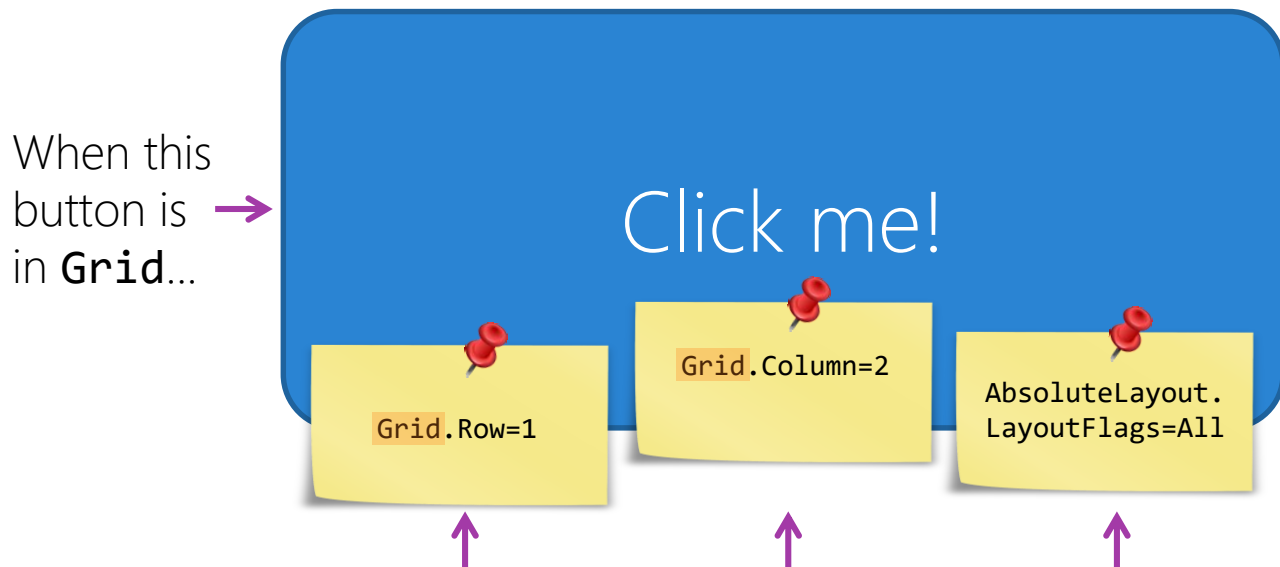 When this
button is
in Grid...
Click me!
Grid.Row=1
Grid.Column=2
AbsoluteLayout.
LayoutFlags=All